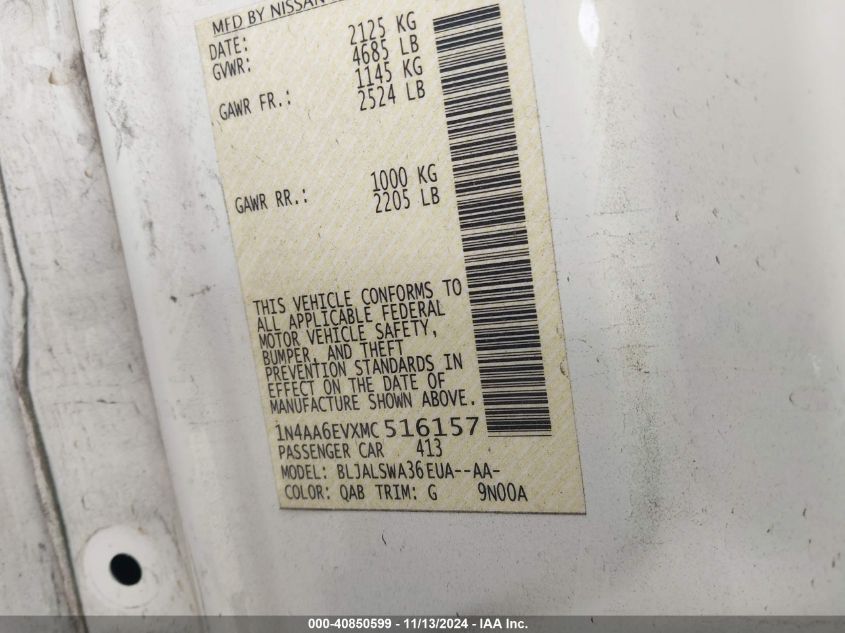 MFD BY NISSAN
DATE:
GVWR: 2125 KG
4685 LB
GAWR FR.: 1145 KG
2524 LB
GAWR RR.: 1000 KG
2205 LB
THIS VEHICLE CONFORMS TO
ALL APPLICABLE FEDERAL
MOTOR VEHICLE SAFETY,
BUMPER, AND THEFT
PREVENTION STANDARDS IN
EFFECT ON THE DATE OF
MANUFACTURE SHOWN ABOVE.
1N4AA6EVXMC516157
PASSENGER CAR 413
MODEL: BLJALSWA36EUA--AA-
COLOR: QAB TRIM: G 9N00A
000-40850599 - 11/13/2024 - IAA Inc.